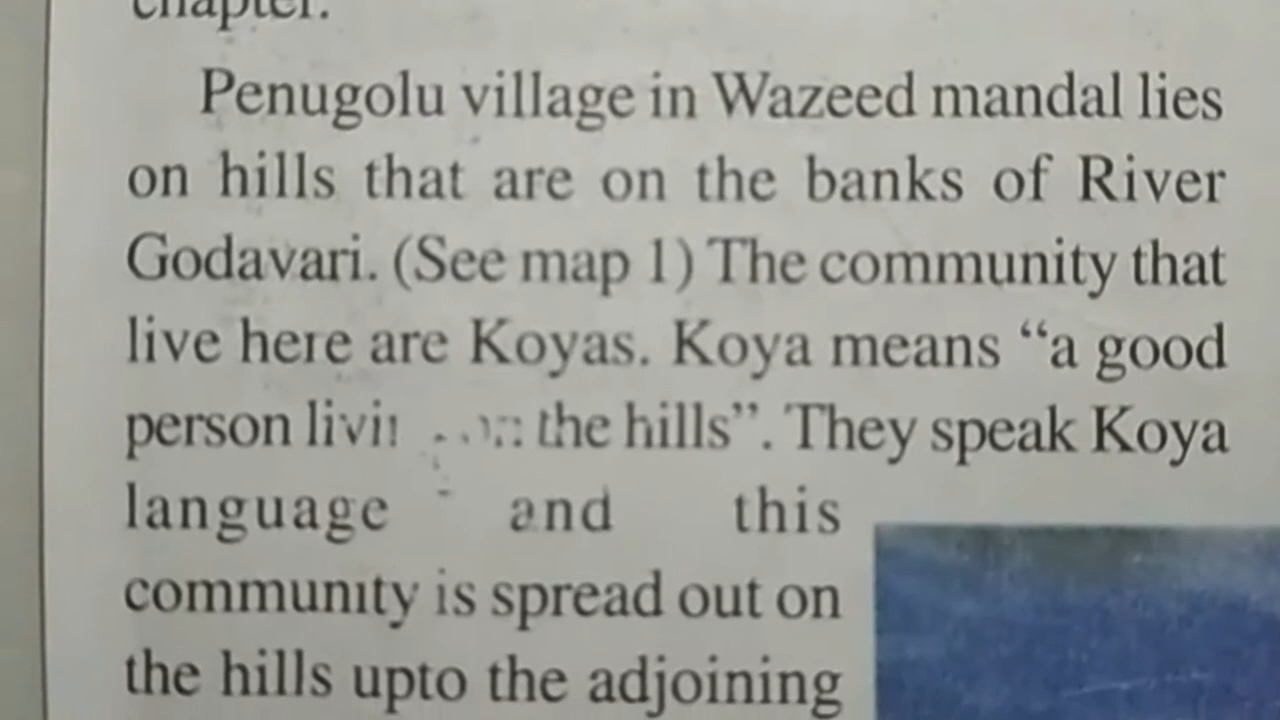 chapter.
Penugolu village in Wazeed mandal lies
on hills that are on the banks of River
Godavari. (See map 1) The community that
live here are Koyas. Koya means “a good
person the hills”. They speak Koya
language and this
community is spread out on
the hills upto the adjoining